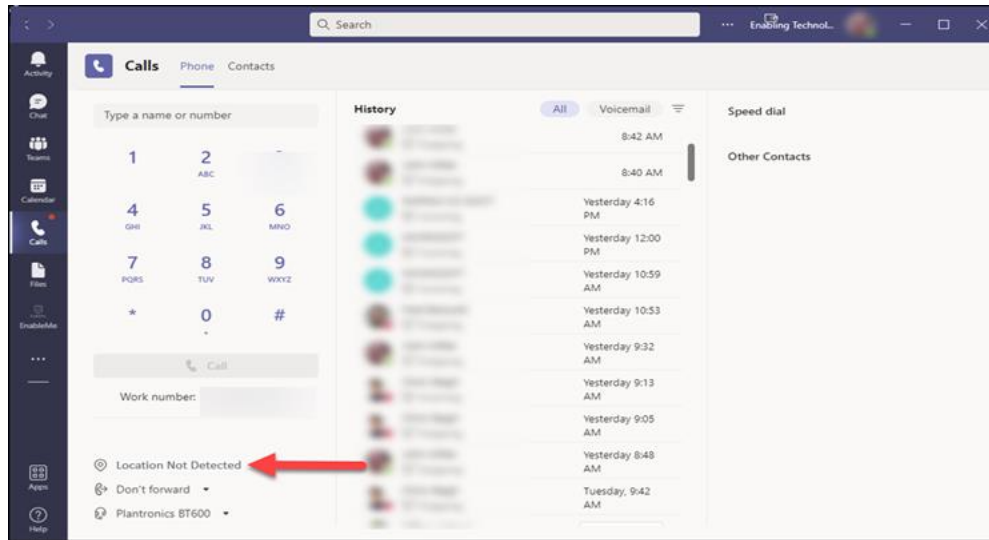 Search
Enabling Technol...
Activity
Chat
Teams
Calendar
Calls
Files
EnableMe
Apps
Help
Calls Phone Contacts
Type a name or number
1
2
ABC
4
GHI
5
JKL
6
MNO
7
PQRS
8
TUV
9
WXYZ
*
0
#
Call
Work number:
Location Not Detected
Don't forward
Plantronics BT600
History All Voicemail
8:42 AM
8:40 AM
Yesterday 4:16
PM
Yesterday 12:00
PM
Yesterday 10:59
AM
Yesterday 10:53
AM
Yesterday 9:32
AM
Yesterday 9:13
AM
Yesterday 9:05
AM
Yesterday 8:48
AM
Tuesday, 9:42
AM
Speed dial
Other Contacts